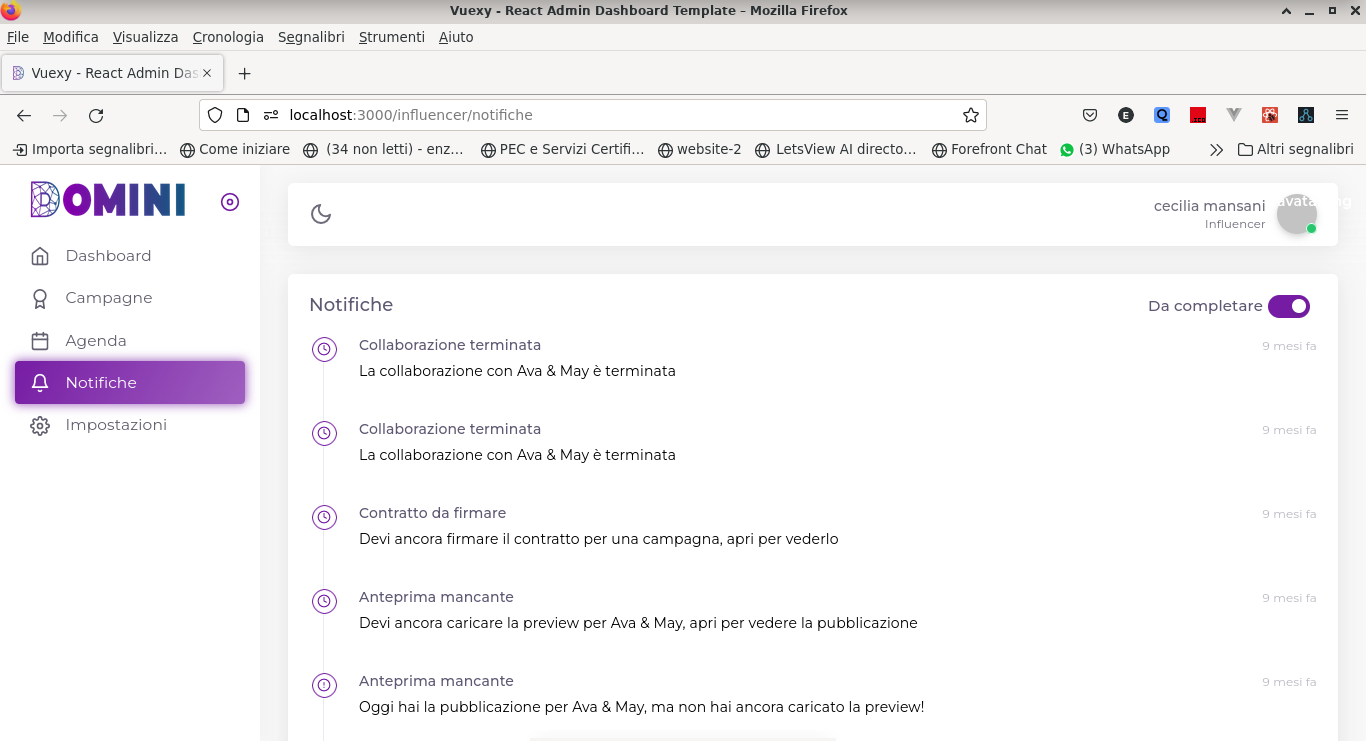 Vuexy - React Admin Dashboard Template – Mozilla Firefox
File Modifica Visualizza Cronologia Segnalibri Strumenti Aiuto
Vuexy - React Admin Das
localhost:3000/influencer/notifiche
Importa segnalibri… Come iniziare (34 non letti) - enz… PEC e Servizi Certifi… website-2 LetsView AI directo… Forefront Chat (3) WhatsApp Altri segnalibri
DOMINI
cecilia mansani
Influencer
Dashboard
Campagne
Agenda
Notifiche
Impostazioni
Notifiche
Da completare
Collaborazione terminata 9 mesi fa
La collaborazione con Ava & May è terminata
Collaborazione terminata 9 mesi fa
La collaborazione con Ava & May è terminata
Contratto da firmare 9 mesi fa
Devi ancora firmare il contratto per una campagna, apri per vederlo
Anteprima mancante 9 mesi fa
Devi ancora caricare la preview per Ava & May, apri per vedere la pubblicazione
Anteprima mancante 9 mesi fa
Oggi hai la pubblicazione per Ava & May, ma non hai ancora caricato la preview!